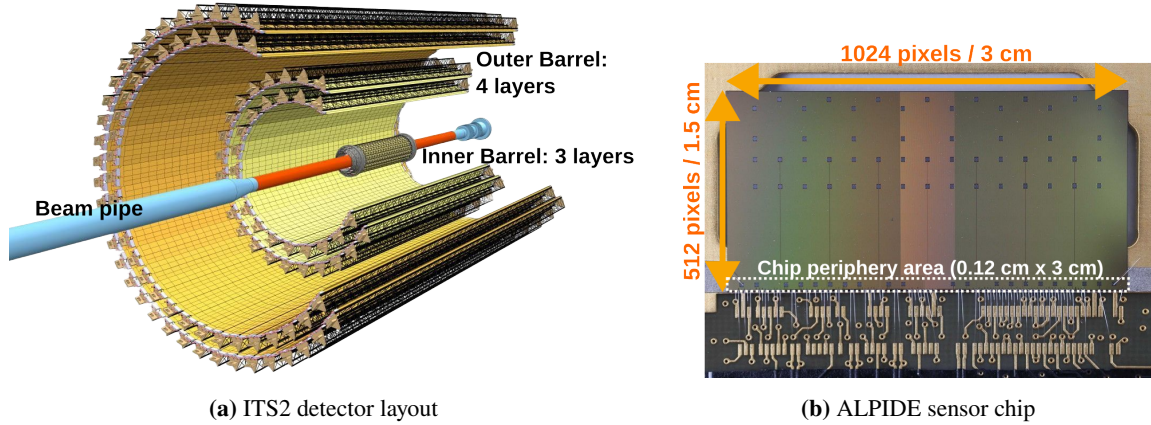 Outer Barrel:
4 layers
Inner Barrel: 3 layers
Beam pipe
(a) ITS2 detector layout
1024 pixels / 3 cm
512 pixels / 1.5 cm
Chip periphery area (0.12 cm x 3 cm)
(b) ALPIDE sensor chip